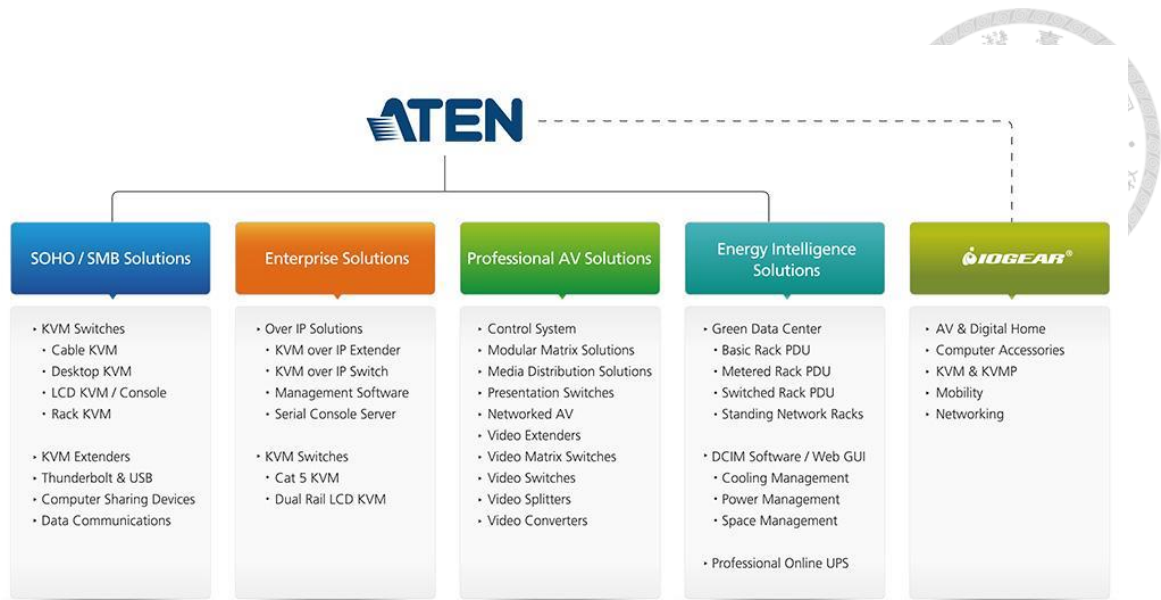 ATEN
SOHO / SMB Solutions
• KVM Switches
• Cable KVM
• Desktop KVM
• LCD KVM / Console
• Rack KVM
• KVM Extenders
• Thunderbolt & USB
• Computer Sharing Devices
• Data Communications
Enterprise Solutions
• Over IP Solutions
• KVM over IP Extender
• KVM over IP Switch
• Management Software
• Serial Console Server
• KVM Switches
• Cat 5 KVM
• Dual Rail LCD KVM
Professional AV Solutions
• Control System
• Modular Matrix Solutions
• Media Distribution Solutions
• Presentation Switches
• Networked AV
• Video Extenders
• Video Matrix Switches
• Video Switches
• Video Splitters
• Video Converters
Energy Intelligence
Solutions
• Green Data Center
• Basic Rack PDU
• Metered Rack PDU
• Switched Rack PDU
• Standing Network Racks
• DCIM Software / Web GUI
• Cooling Management
• Power Management
• Space Management
• Professional Online UPS
IOGEAR®
• AV & Digital Home
• Computer Accessories
• KVM & KVMP
• Mobility
• Networking